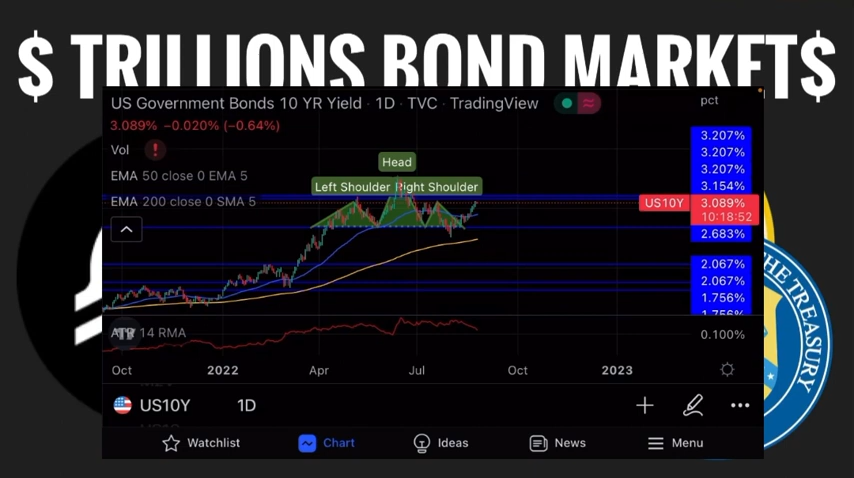 $ TRILLIONS BOND MARKET$
US Government Bonds 10 YR Yield · 1D · TVC · TradingView
pct
3.089% −0.020% (−0.64%)
Vol
EMA 50 close 0 EMA 5
EMA 200 close 0 SMA 5
Head
Left Shoulder Right Shoulder
3.207%
3.207%
3.207%
3.154%
US10Y 3.089%
10:18:52
2.683%
2.067%
2.067%
1.756%
1.756%
ATR 14 RMA
0.100%
Oct 2022 Apr Jul Oct 2023
US10Y 1D
Watchlist Chart Ideas News Menu
THE TREASURY